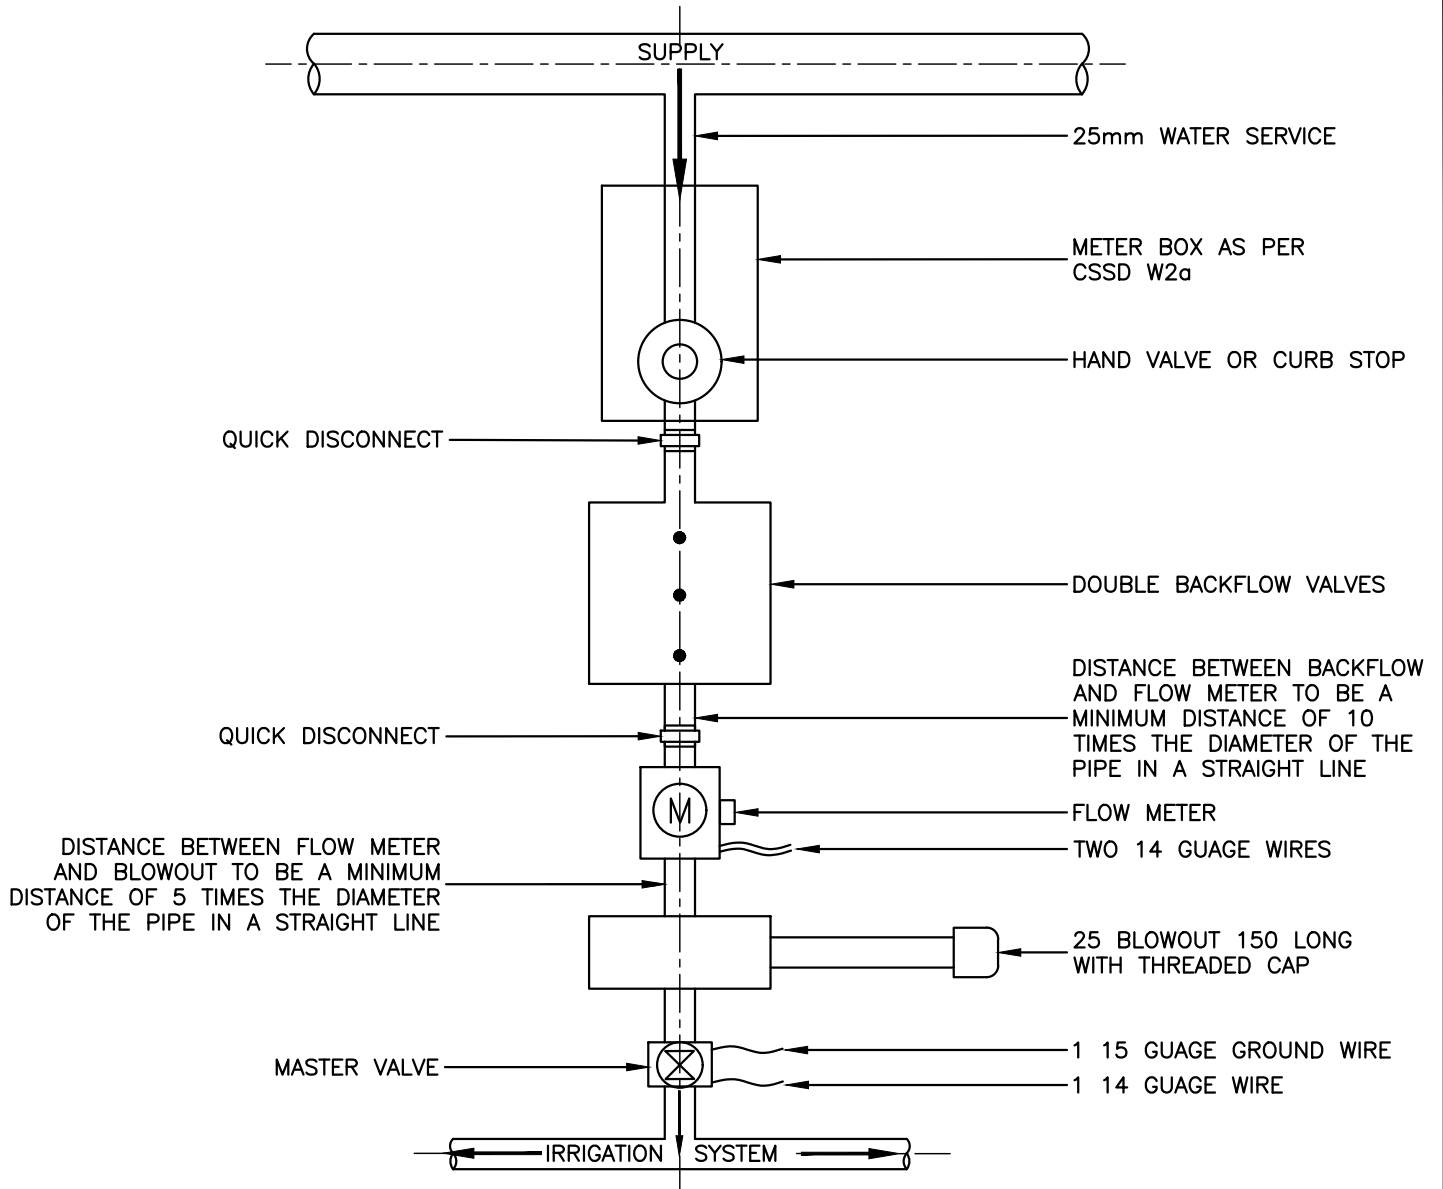 SUPPLY
25mm WATER SERVICE
METER BOX AS PER
CSSD W2a
HAND VALVE OR CURB STOP
QUICK DISCONNECT
DOUBLE BACKFLOW VALVES
DISTANCE BETWEEN BACKFLOW
AND FLOW METER TO BE A
MINIMUM DISTANCE OF 10
TIMES THE DIAMETER OF THE
PIPE IN A STRAIGHT LINE
QUICK DISCONNECT
M
FLOW METER
TWO 14 GUAGE WIRES
DISTANCE BETWEEN FLOW METER
AND BLOWOUT TO BE A MINIMUM
DISTANCE OF 5 TIMES THE DIAMETER
OF THE PIPE IN A STRAIGHT LINE
25 BLOWOUT 150 LONG
WITH THREADED CAP
1 15 GUAGE GROUND WIRE
MASTER VALVE
1 14 GUAGE WIRE
IRRIGATION SYSTEM